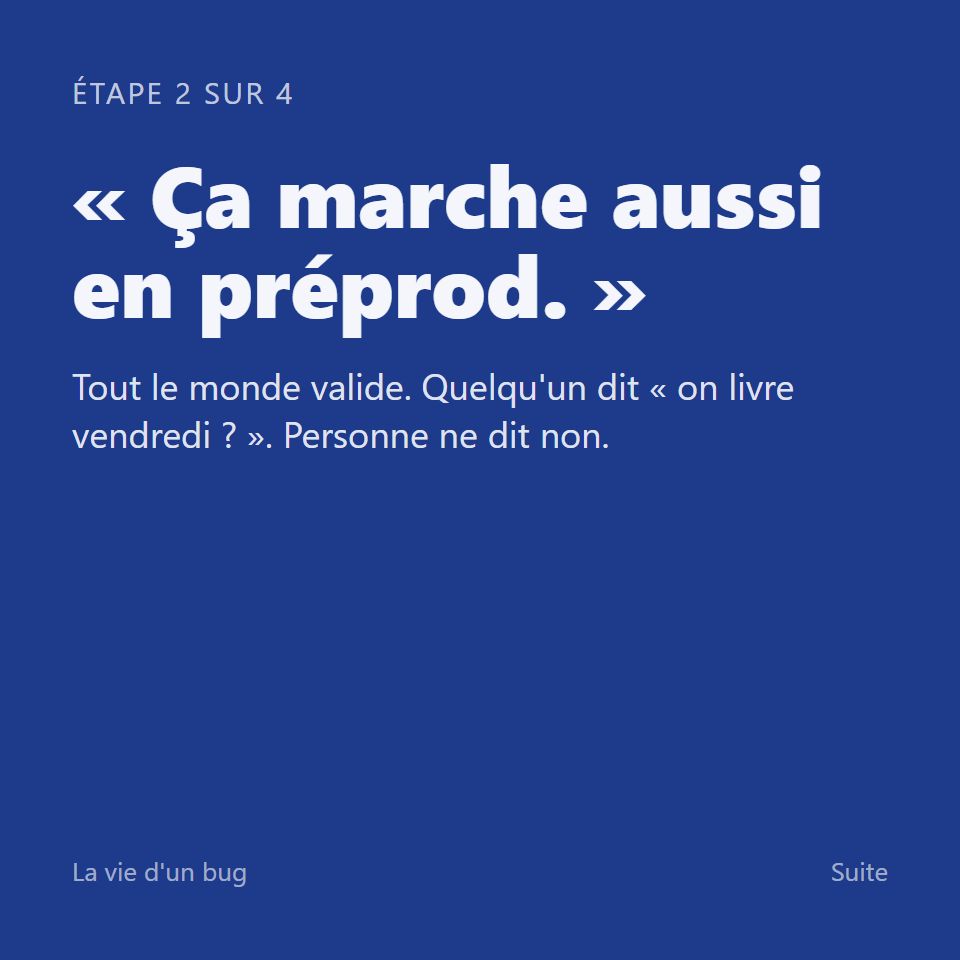 ÉTAPE 2 SUR 4
« Ça marche aussi
en préprod. »
Tout le monde valide. Quelqu'un dit « on livre
vendredi ? ». Personne ne dit non.
La vie d'un bug
Suite